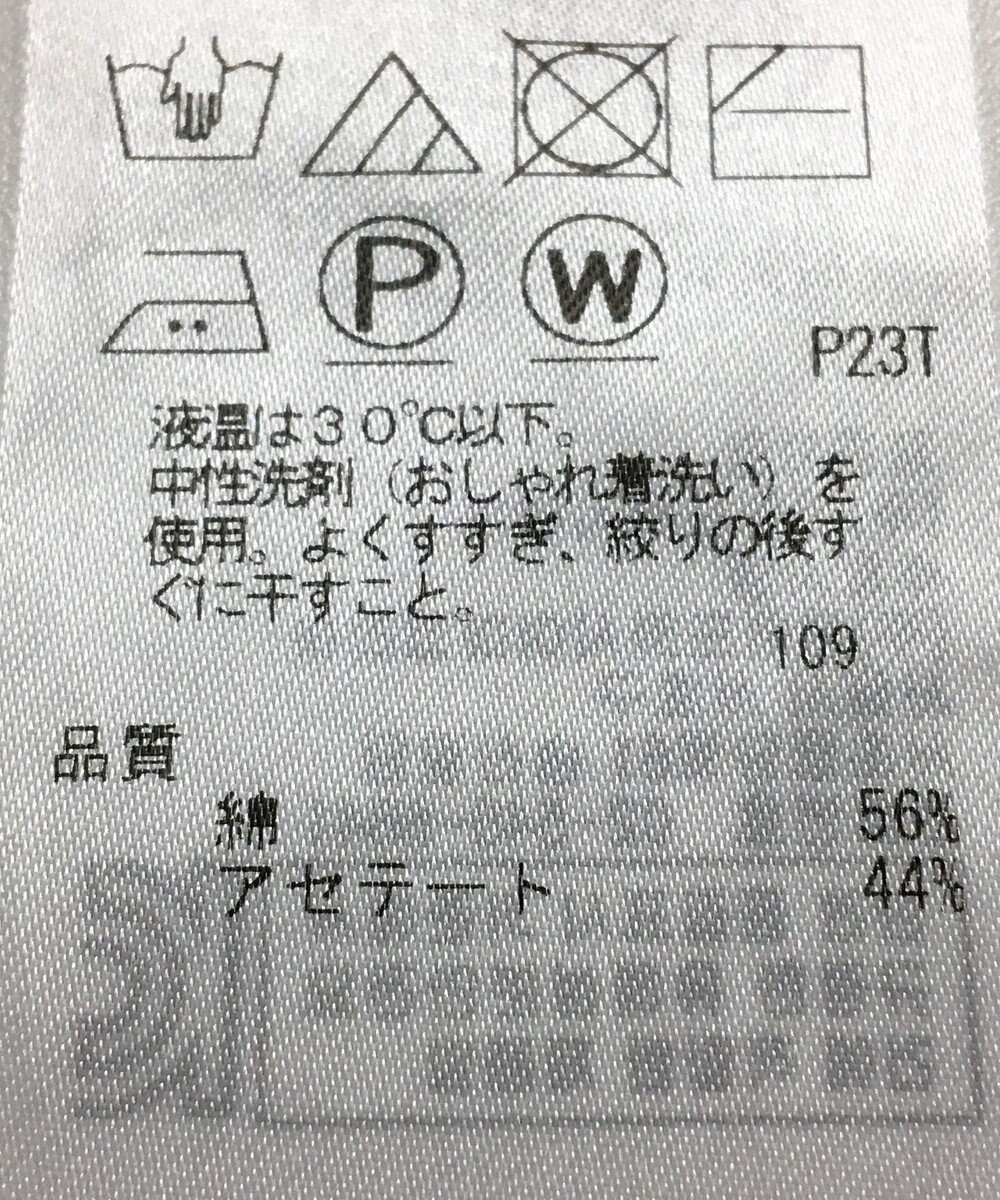 P
W
P23T
液温は30℃以下。
中性洗剤（おしゃれ着洗い）を
使用。よくすすぎ、絞りの後す
ぐに干すこと。
109
品質
綿 56%
アセテート 44%